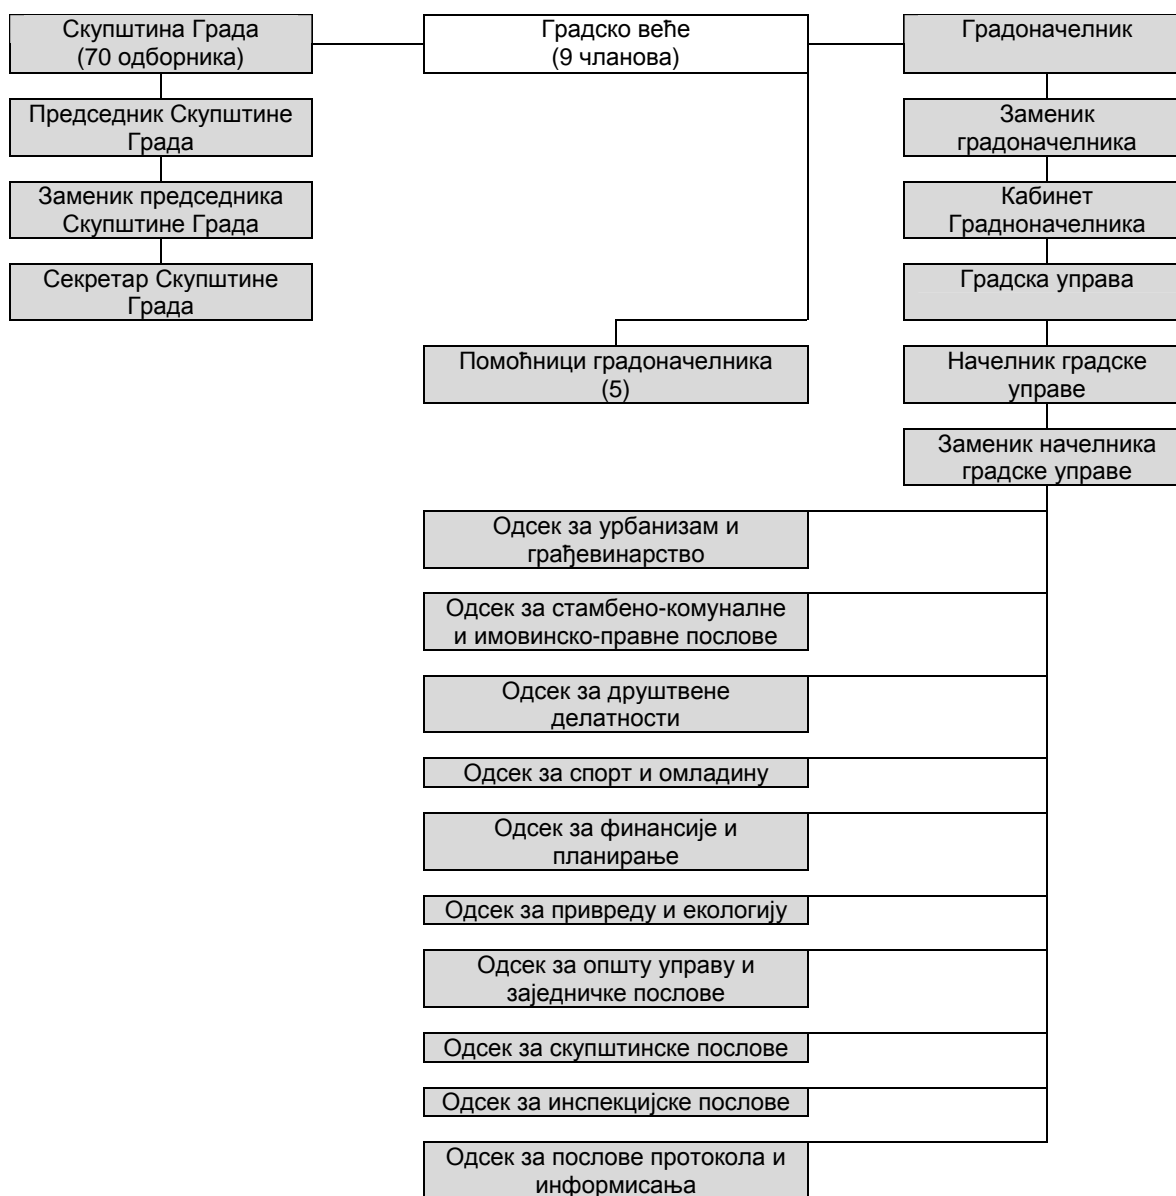 Скупштина Града
(70 одборника)
Градско веће
(9 чланова)
Градоначелник
Председник Скупштине
Града
Заменик
градоначелника
Заменик председника
Скупштине Града
Кабинет
Градноначелника
Секретар Скупштине
Града
Градска управа
Помоћници градоначелника
(5)
Начелник градске
управе
Заменик начелника
градске управе
Одсек за урбанизам и
грађевинарство
Одсек за стамбено-комуналне
и имовинско-правне послове
Одсек за друштвене
делатности
Одсек за спорт и омладину
Одсек за финансије и
планирање
Одсек за привреду и екологију
Одсек за општу управу и
заједничке послове
Одсек за скупштинске послове
Одсек за инспекцијске послове
Одсек за послове протокола и
информисања